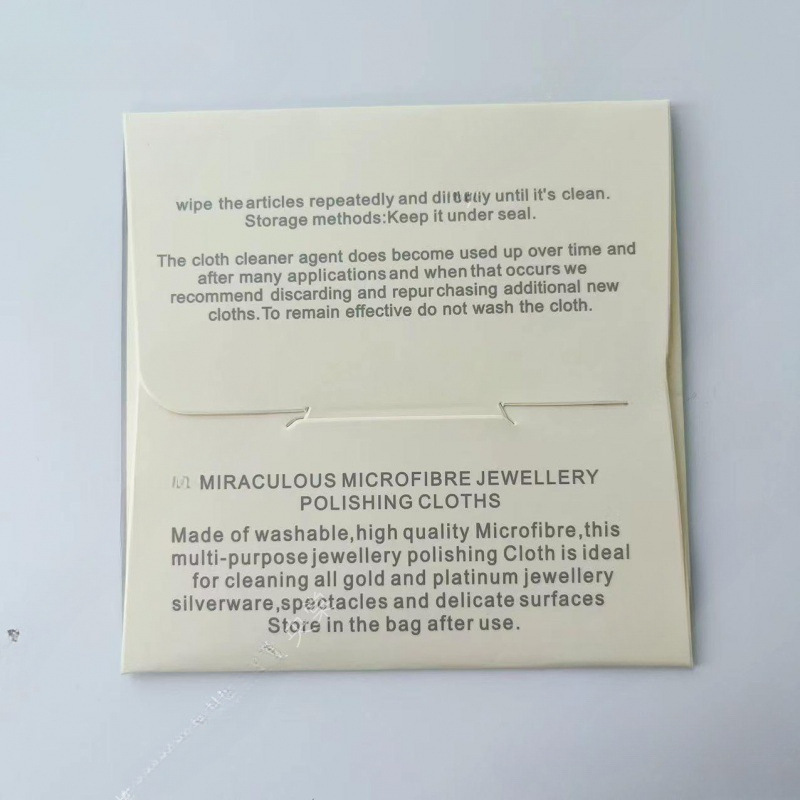 wipe the articles repeatedly and until it's clean.
Storage methods:Keep it under seal.
The cloth cleaner agent does become used up over time and
after many applications and when that occurs we
recommend discarding and repurchasing additional new
cloths.To remain effective do not wash the cloth.
MIRACULOUS MICROFIBRE JEWELLERY
POLISHING CLOTHS
Made of washable,high quality Microfibre,this
multi-purpose jewellery polishing Cloth is ideal
for cleaning all gold and platinum jewellery
silverware,spectacles and delicate surfaces
Store in the bag after use.